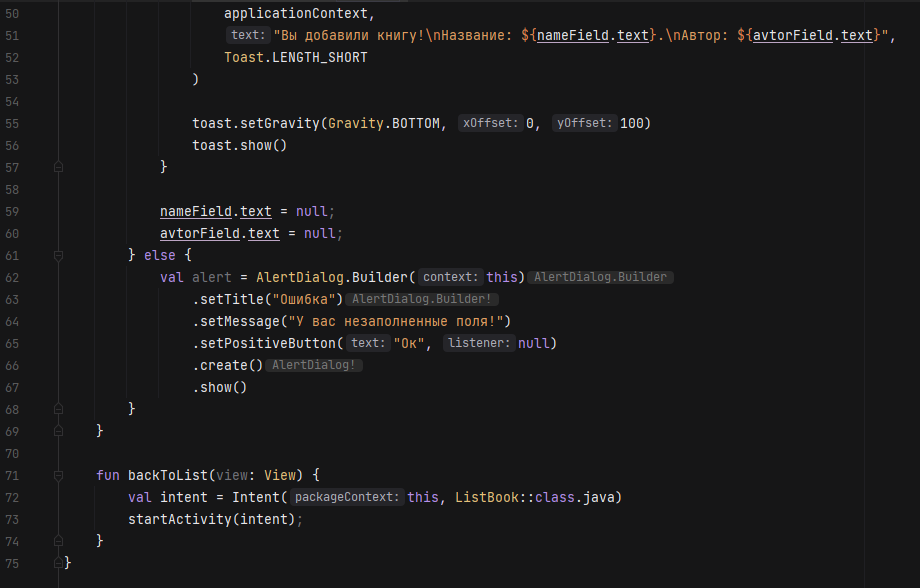 50 applicationContext,
51 text: "Вы добавили книгу!\nНазвание: ${nameField.text}.\nАвтор: ${avtorField.text}",
52 Toast.LENGTH_SHORT
53 )
54
55 toast.setGravity(Gravity.BOTTOM, xOffset: 0, yOffset: 100)
56 toast.show()
57 }
58
59 nameField.text = null;
60 avtorField.text = null;
61 } else {
62 val alert = AlertDialog.Builder( context: this) AlertDialog.Builder
63 .setTitle("Ошибка") AlertDialog.Builder!
64 .setMessage("У вас незаполненные поля!")
65 .setPositiveButton( text: "Ок", listener: null)
66 .create() AlertDialog!
67 .show()
68 }
69 }
70
71 fun backToList(view: View) {
72 val intent = Intent( packageContext: this, ListBook::class.java)
73 startActivity(intent);
74 }
75 }